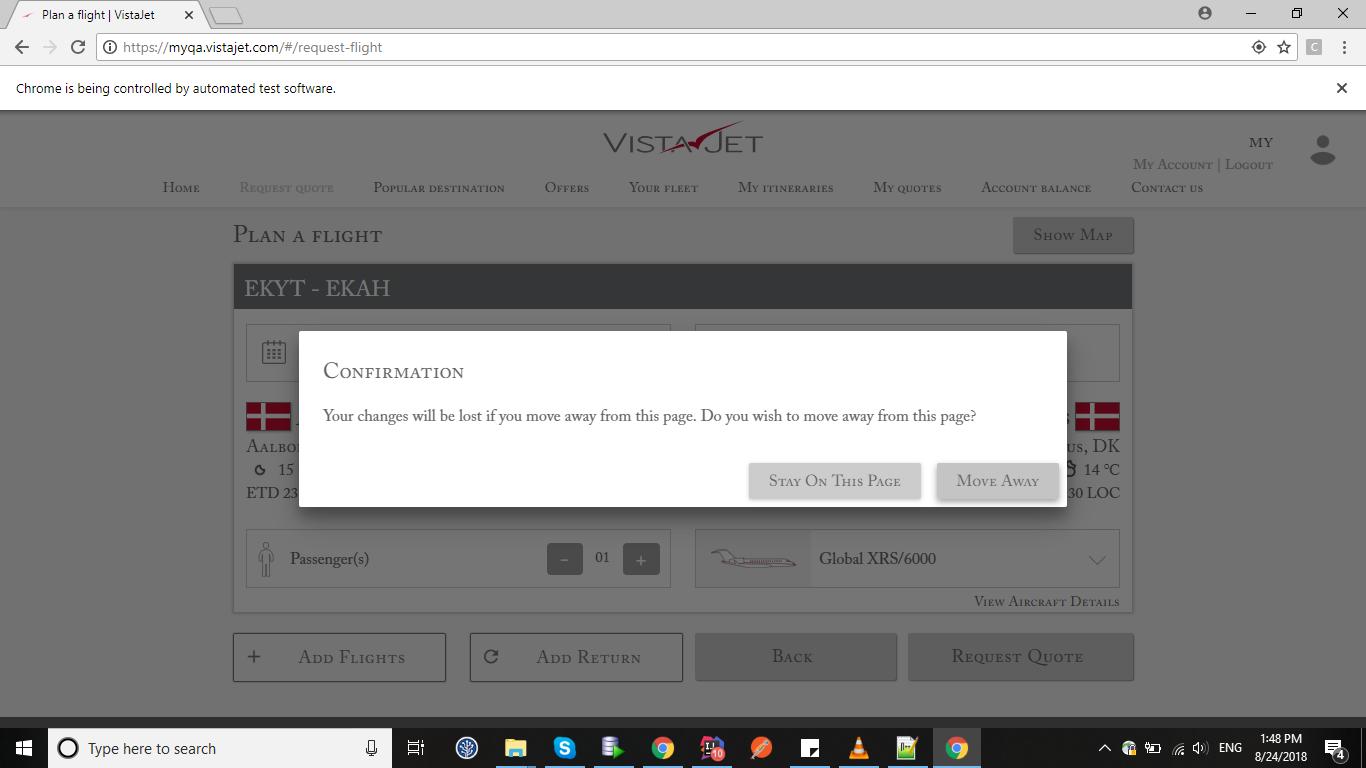 Plan a flight | VistaJet
https://myqa.vistajet.com/#/request-flight
C
Chrome is being controlled by automated test software.
VISTAJET
MY
MY ACCOUNT | LOGOUT
HOME REQUEST QUOTE POPULAR DESTINATION OFFERS YOUR FLEET MY ITINERARIES MY QUOTES ACCOUNT BALANCE CONTACT US
PLAN A FLIGHT
SHOW MAP
EKYT - EKAH
CONFIRMATION
Your changes will be lost if you move away from this page. Do you wish to move away from this page?
STAY ON THIS PAGE MOVE AWAY
US, DK
15
14 °C
ETD 23
30 LOC
Passenger(s)
- 01 +
Global XRS/6000
VIEW AIRCRAFT DETAILS
+ ADD FLIGHTS
ADD RETURN
BACK
REQUEST QUOTE
Type here to search
10
ENG
1:48 PM
8/24/2018
4